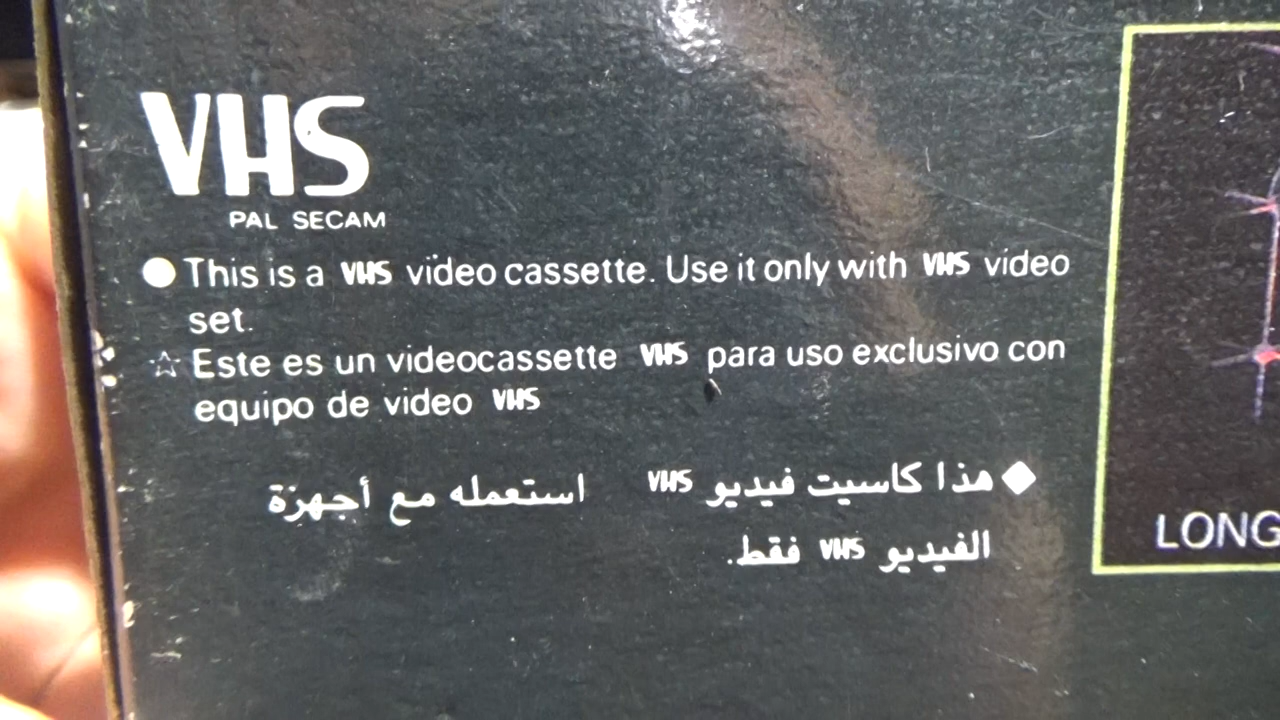 VHS
PAL SECAM
● This is a VHS video cassette. Use it only with VHS video
set.
☆ Este es un videocassette VHS para uso exclusivo con
equipo de video VHS
◆ هذا كاسيت فيديو VHS استعمله مع أجهزة
الفيديو VHS فقط.
LONG